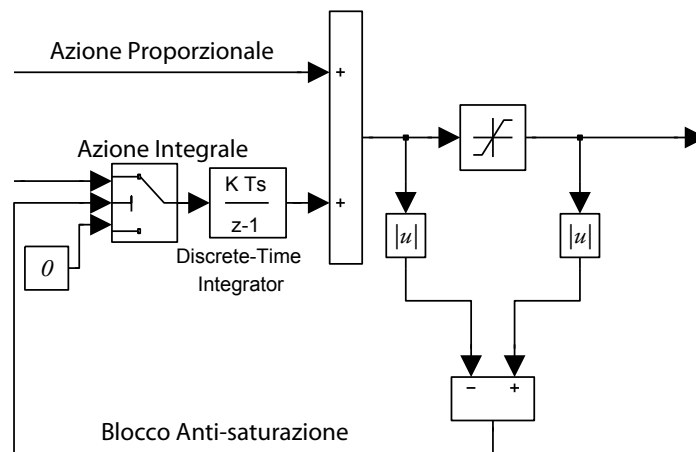 Azione Proporzionale
+
Azione Integrale
K Ts
z-1
+
|u|
|u|
0
Discrete-Time
Integrator
− +
Blocco Anti-saturazione